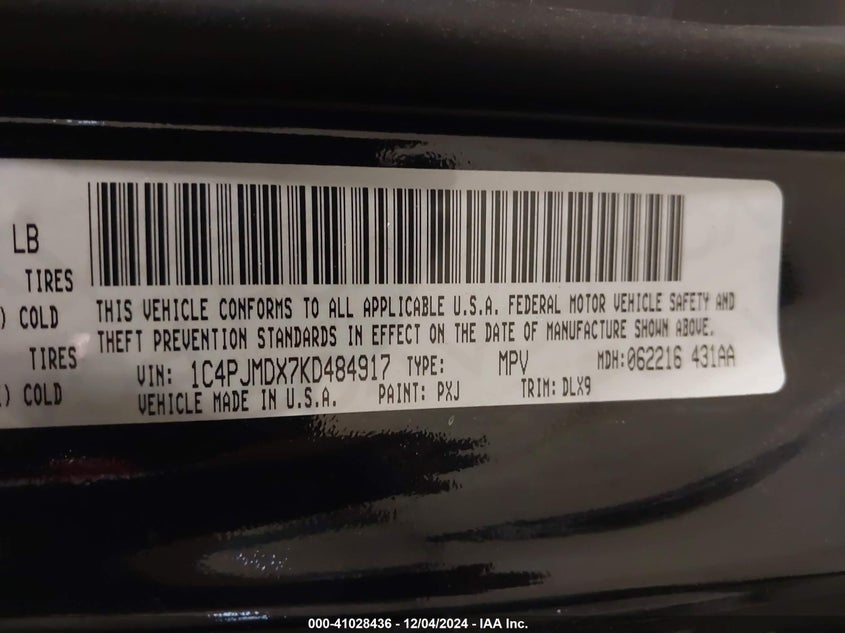 LB
TIRES
) COLD
TIRES
) COLD
THIS VEHICLE CONFORMS TO ALL APPLICABLE U.S.A. FEDERAL MOTOR VEHICLE SAFETY AND
THEFT PREVENTION STANDARDS IN EFFECT ON THE DATE OF MANUFACTURE SHOWN ABOVE.
VIN: 1C4PJMDX7KD484917 TYPE: MPV MDH:062216 431AA
VEHICLE MADE IN U.S.A. PAINT: PXJ TRIM: DLX9
000-41028436 - 12/04/2024 - IAA Inc.